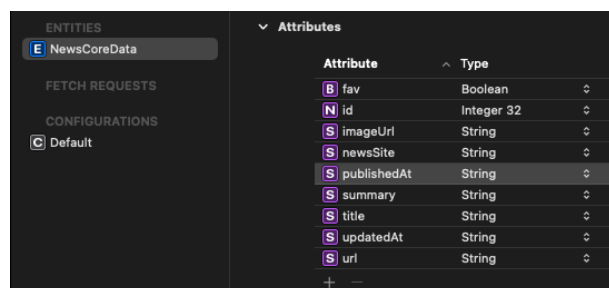 ENTITIES
E NewsCoreData
FETCH REQUESTS
CONFIGURATIONS
C Default
Attributes
Attribute Type
B fav Boolean
N id Integer 32
S imageUrl String
S newsSite String
S publishedAt String
S summary String
S title String
S updatedAt String
S url String
+ −